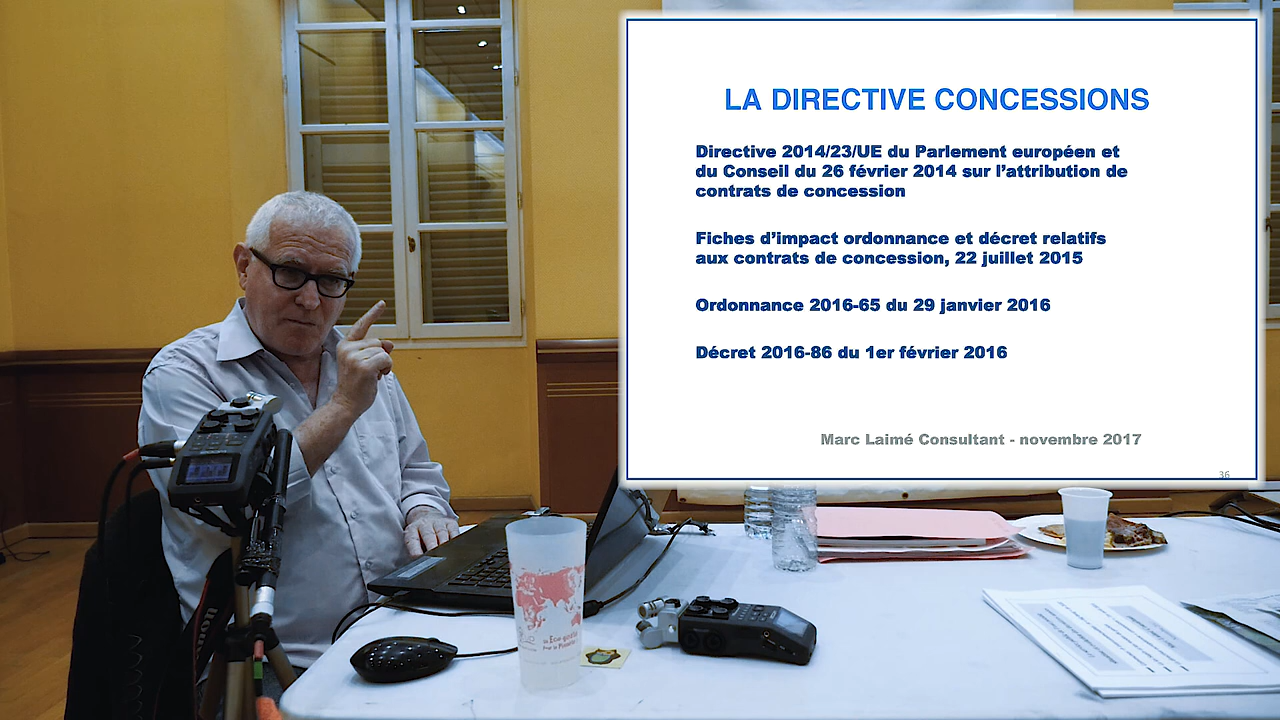 LA DIRECTIVE CONCESSIONS
Directive 2014/23/UE du Parlement européen et
du Conseil du 26 février 2014 sur l'attribution de
contrats de concession
Fiches d'impact ordonnance et décret relatifs
aux contrats de concession, 22 juillet 2015
Ordonnance 2016-65 du 29 janvier 2016
Décret 2016-86 du 1er février 2016
Marc Laimé Consultant - novembre 2017
36